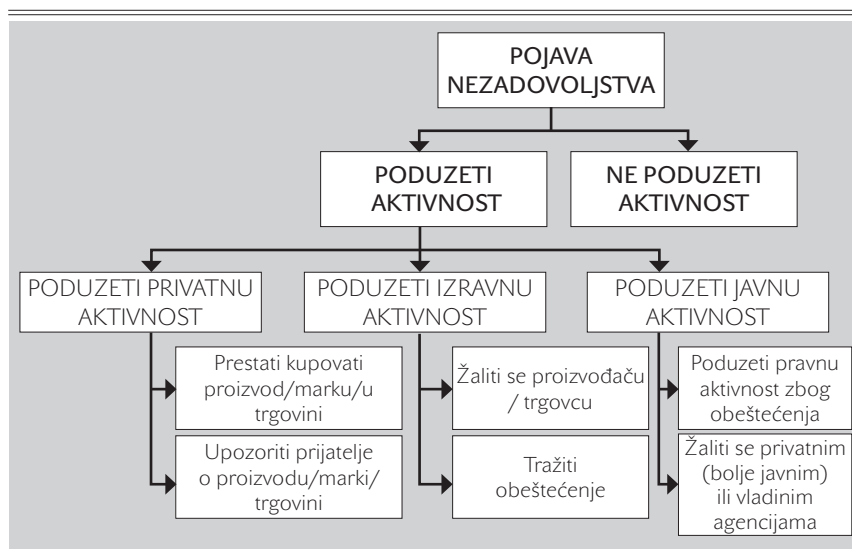 POJAVA
NEZADOVOLJSTVA
PODUZETI
AKTIVNOST
NE PODUZETI
AKTIVNOST
PODUZETI PRIVATNU
AKTIVNOST
PODUZETI IZRAVNU
AKTIVNOST
PODUZETI JAVNU
AKTIVNOST
Prestati kupovati
proizvod/marku/u
trgovini
Žaliti se proizvođaču
/ trgovcu
Poduzeti pravnu
aktivnost zbog
obeštećenja
Upozoriti prijatelje
o proizvodu/marki/
trgovini
Tražiti
obeštećenje
Žaliti se privatnim
(bolje javnim)
ili vladinim
agencijama